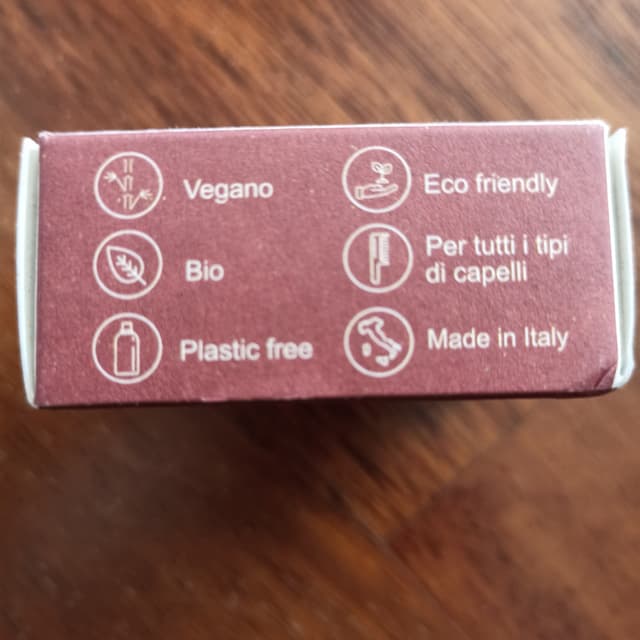 Vegano
Bio
Plastic free
Eco friendly
Per tutti i tipi
di capelli
Made in Italy